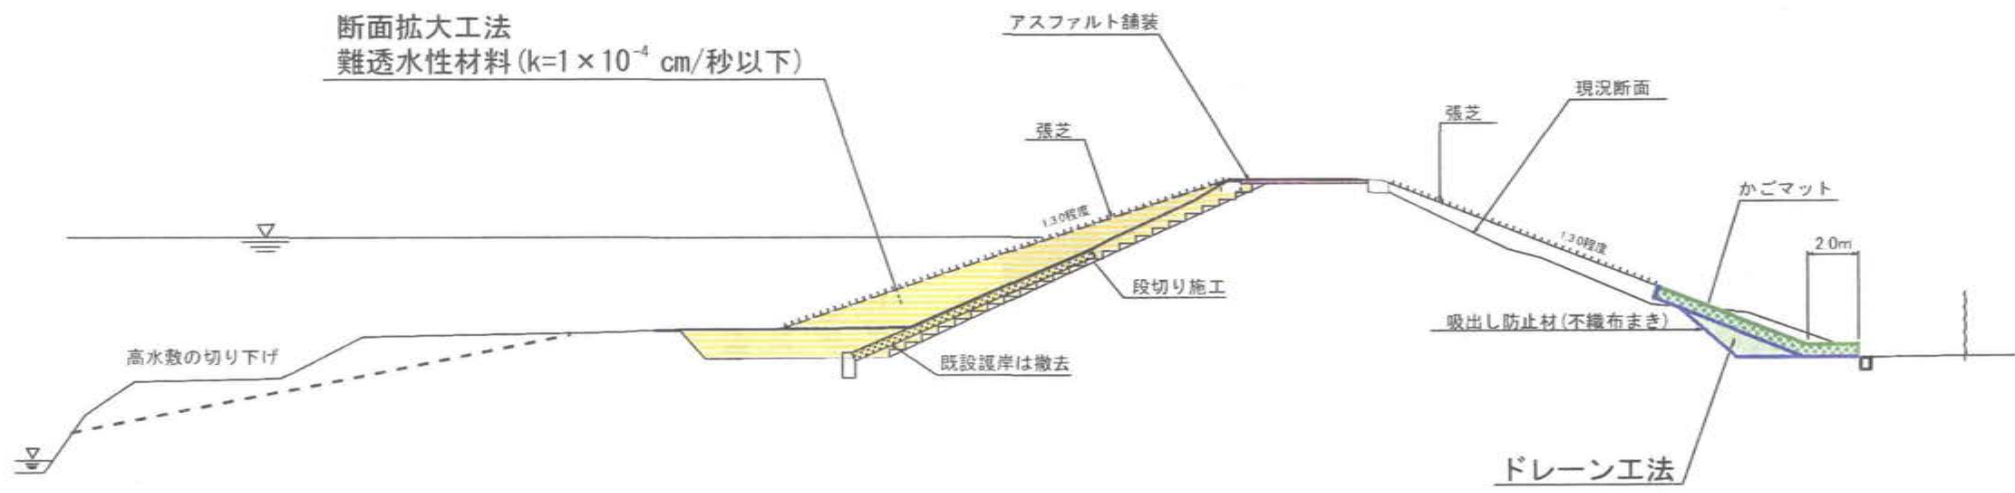 断面拡大工法
難透水性材料(k=1×10⁻⁴ cm/秒以下)
アスファルト舗装
張芝
1:3.0程度
段切り施工
既設護岸は撤去
高水敷の切り下げ
現況断面
張芝
1:3.0程度
かごマット
2.0m
吸出し防止材(不織布まき)
ドレーン工法